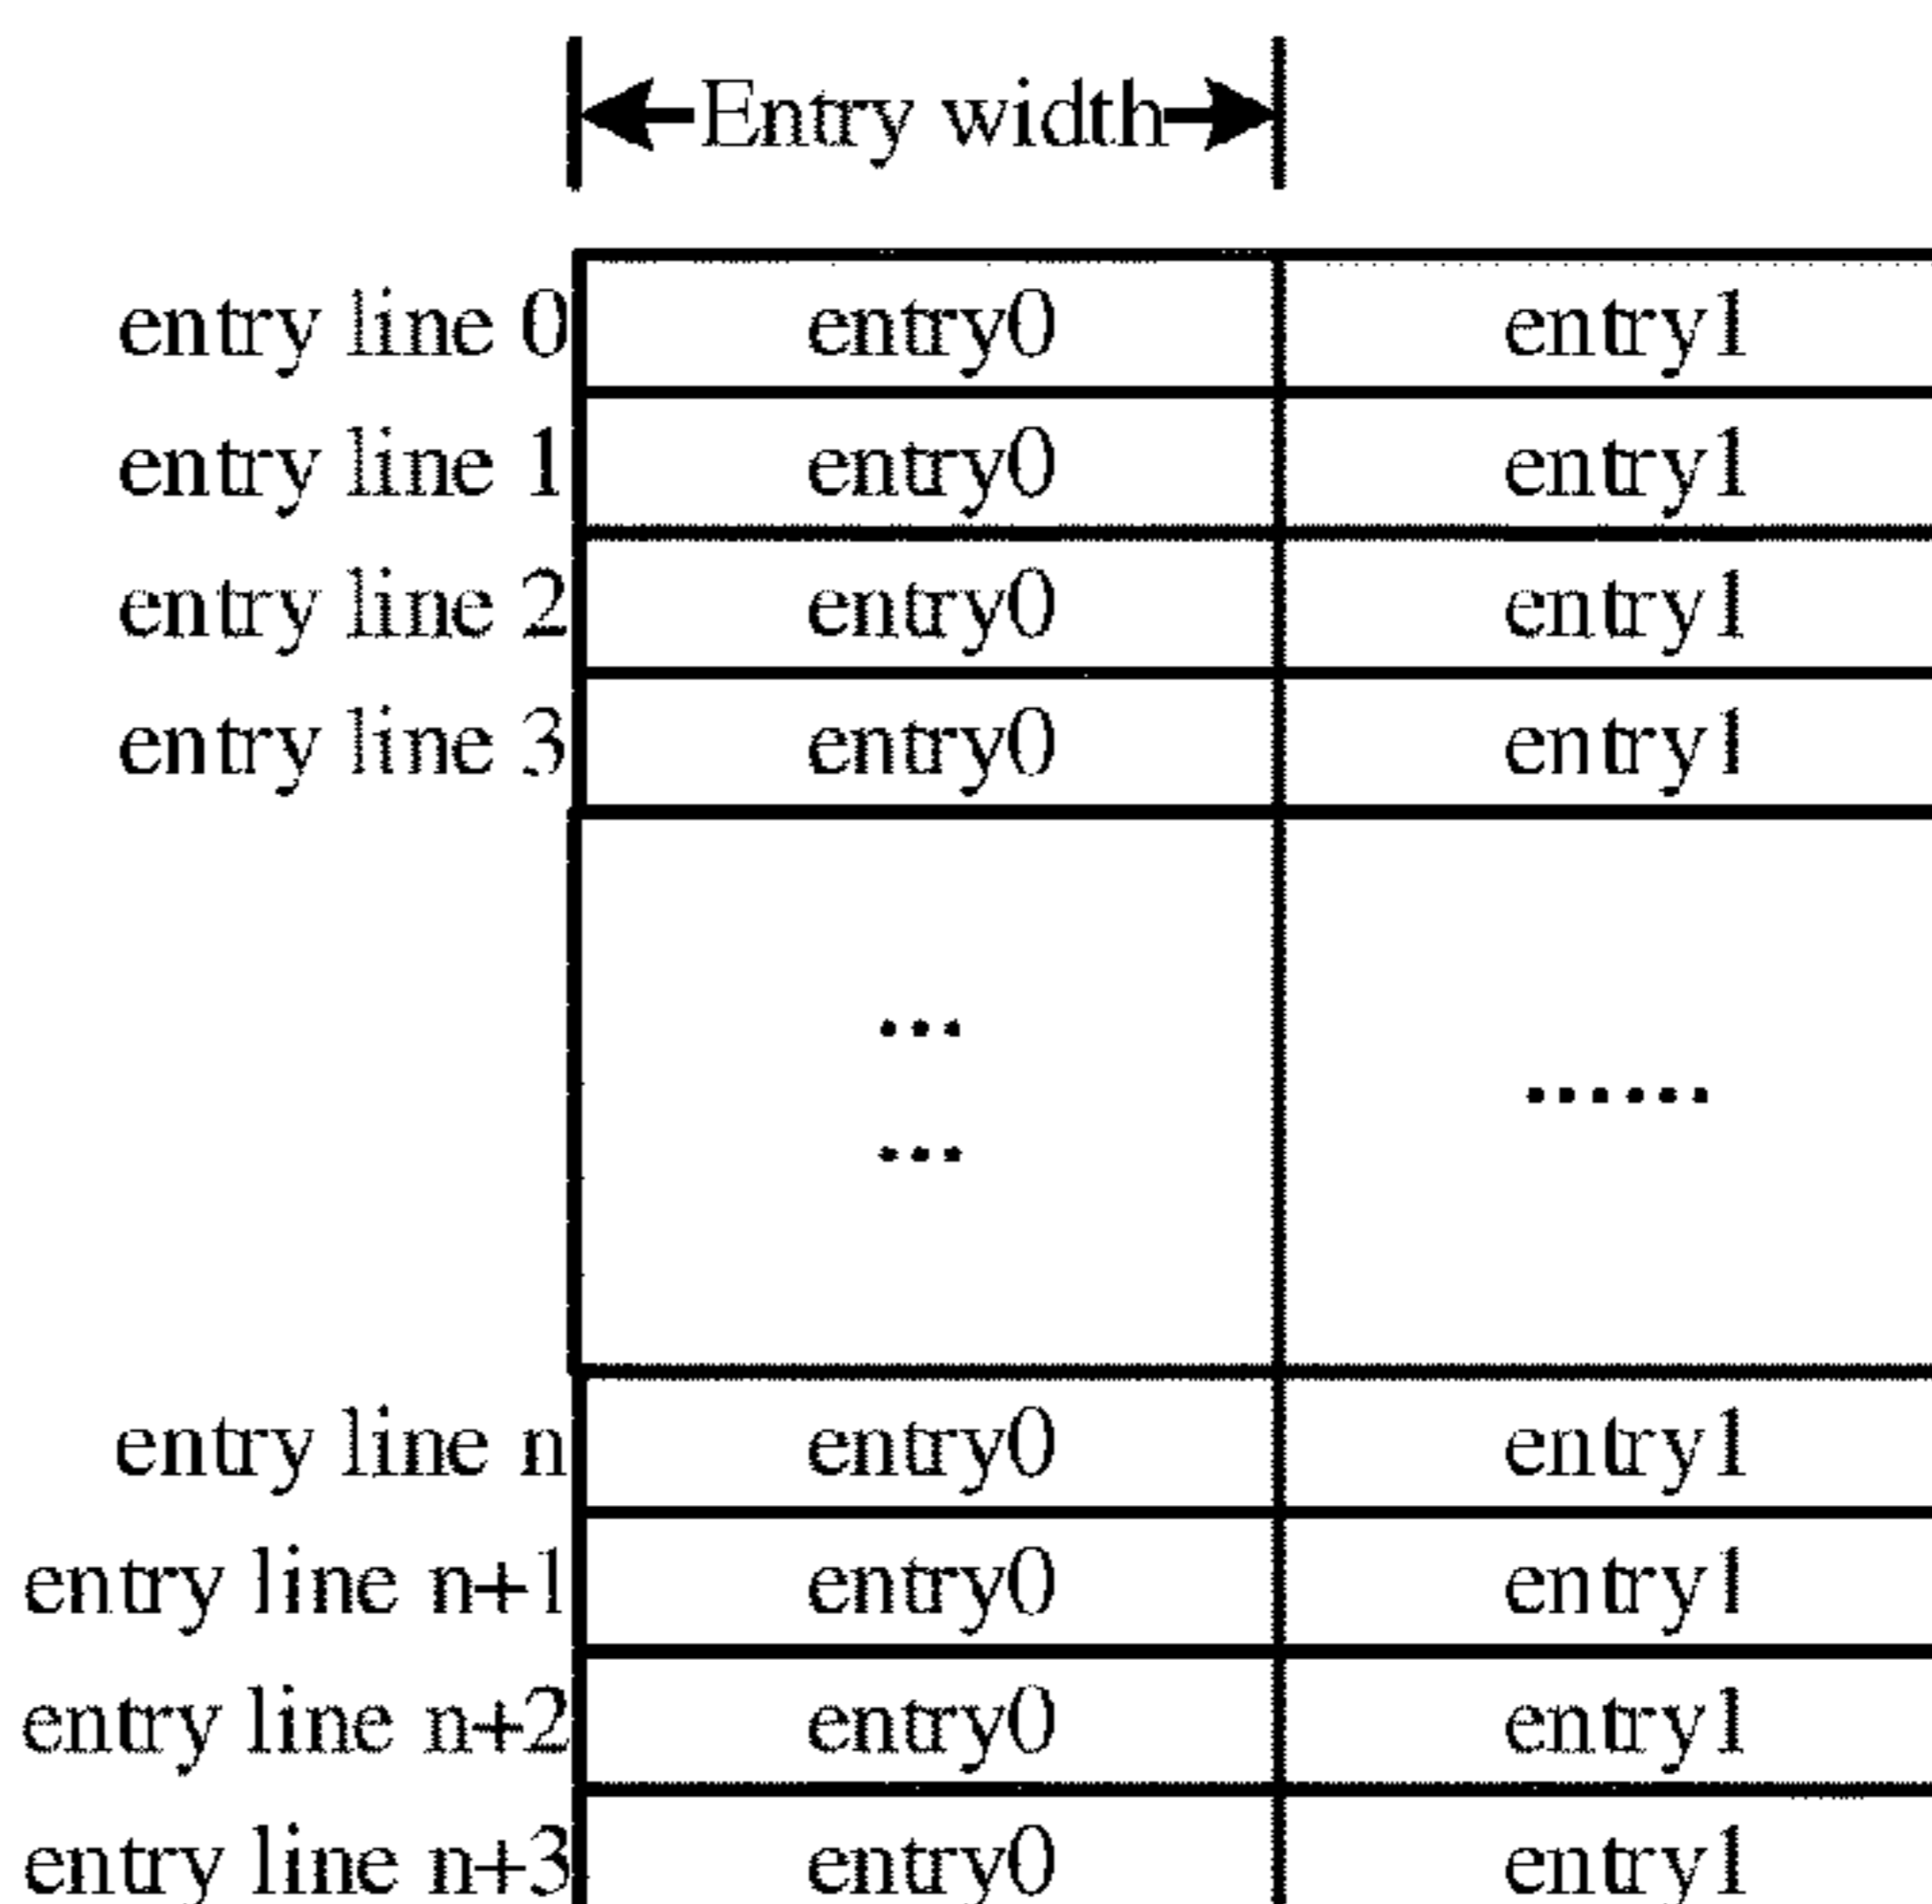 Entry width
entry line 0 entry0 entry1
entry line 1 entry0 entry1
entry line 2 entry0 entry1
entry line 3 entry0 entry1
... ......
...
entry line n entry0 entry1
entry line n+1 entry0 entry1
entry line n+2 entry0 entry1
entry line n+3 entry0 entry1